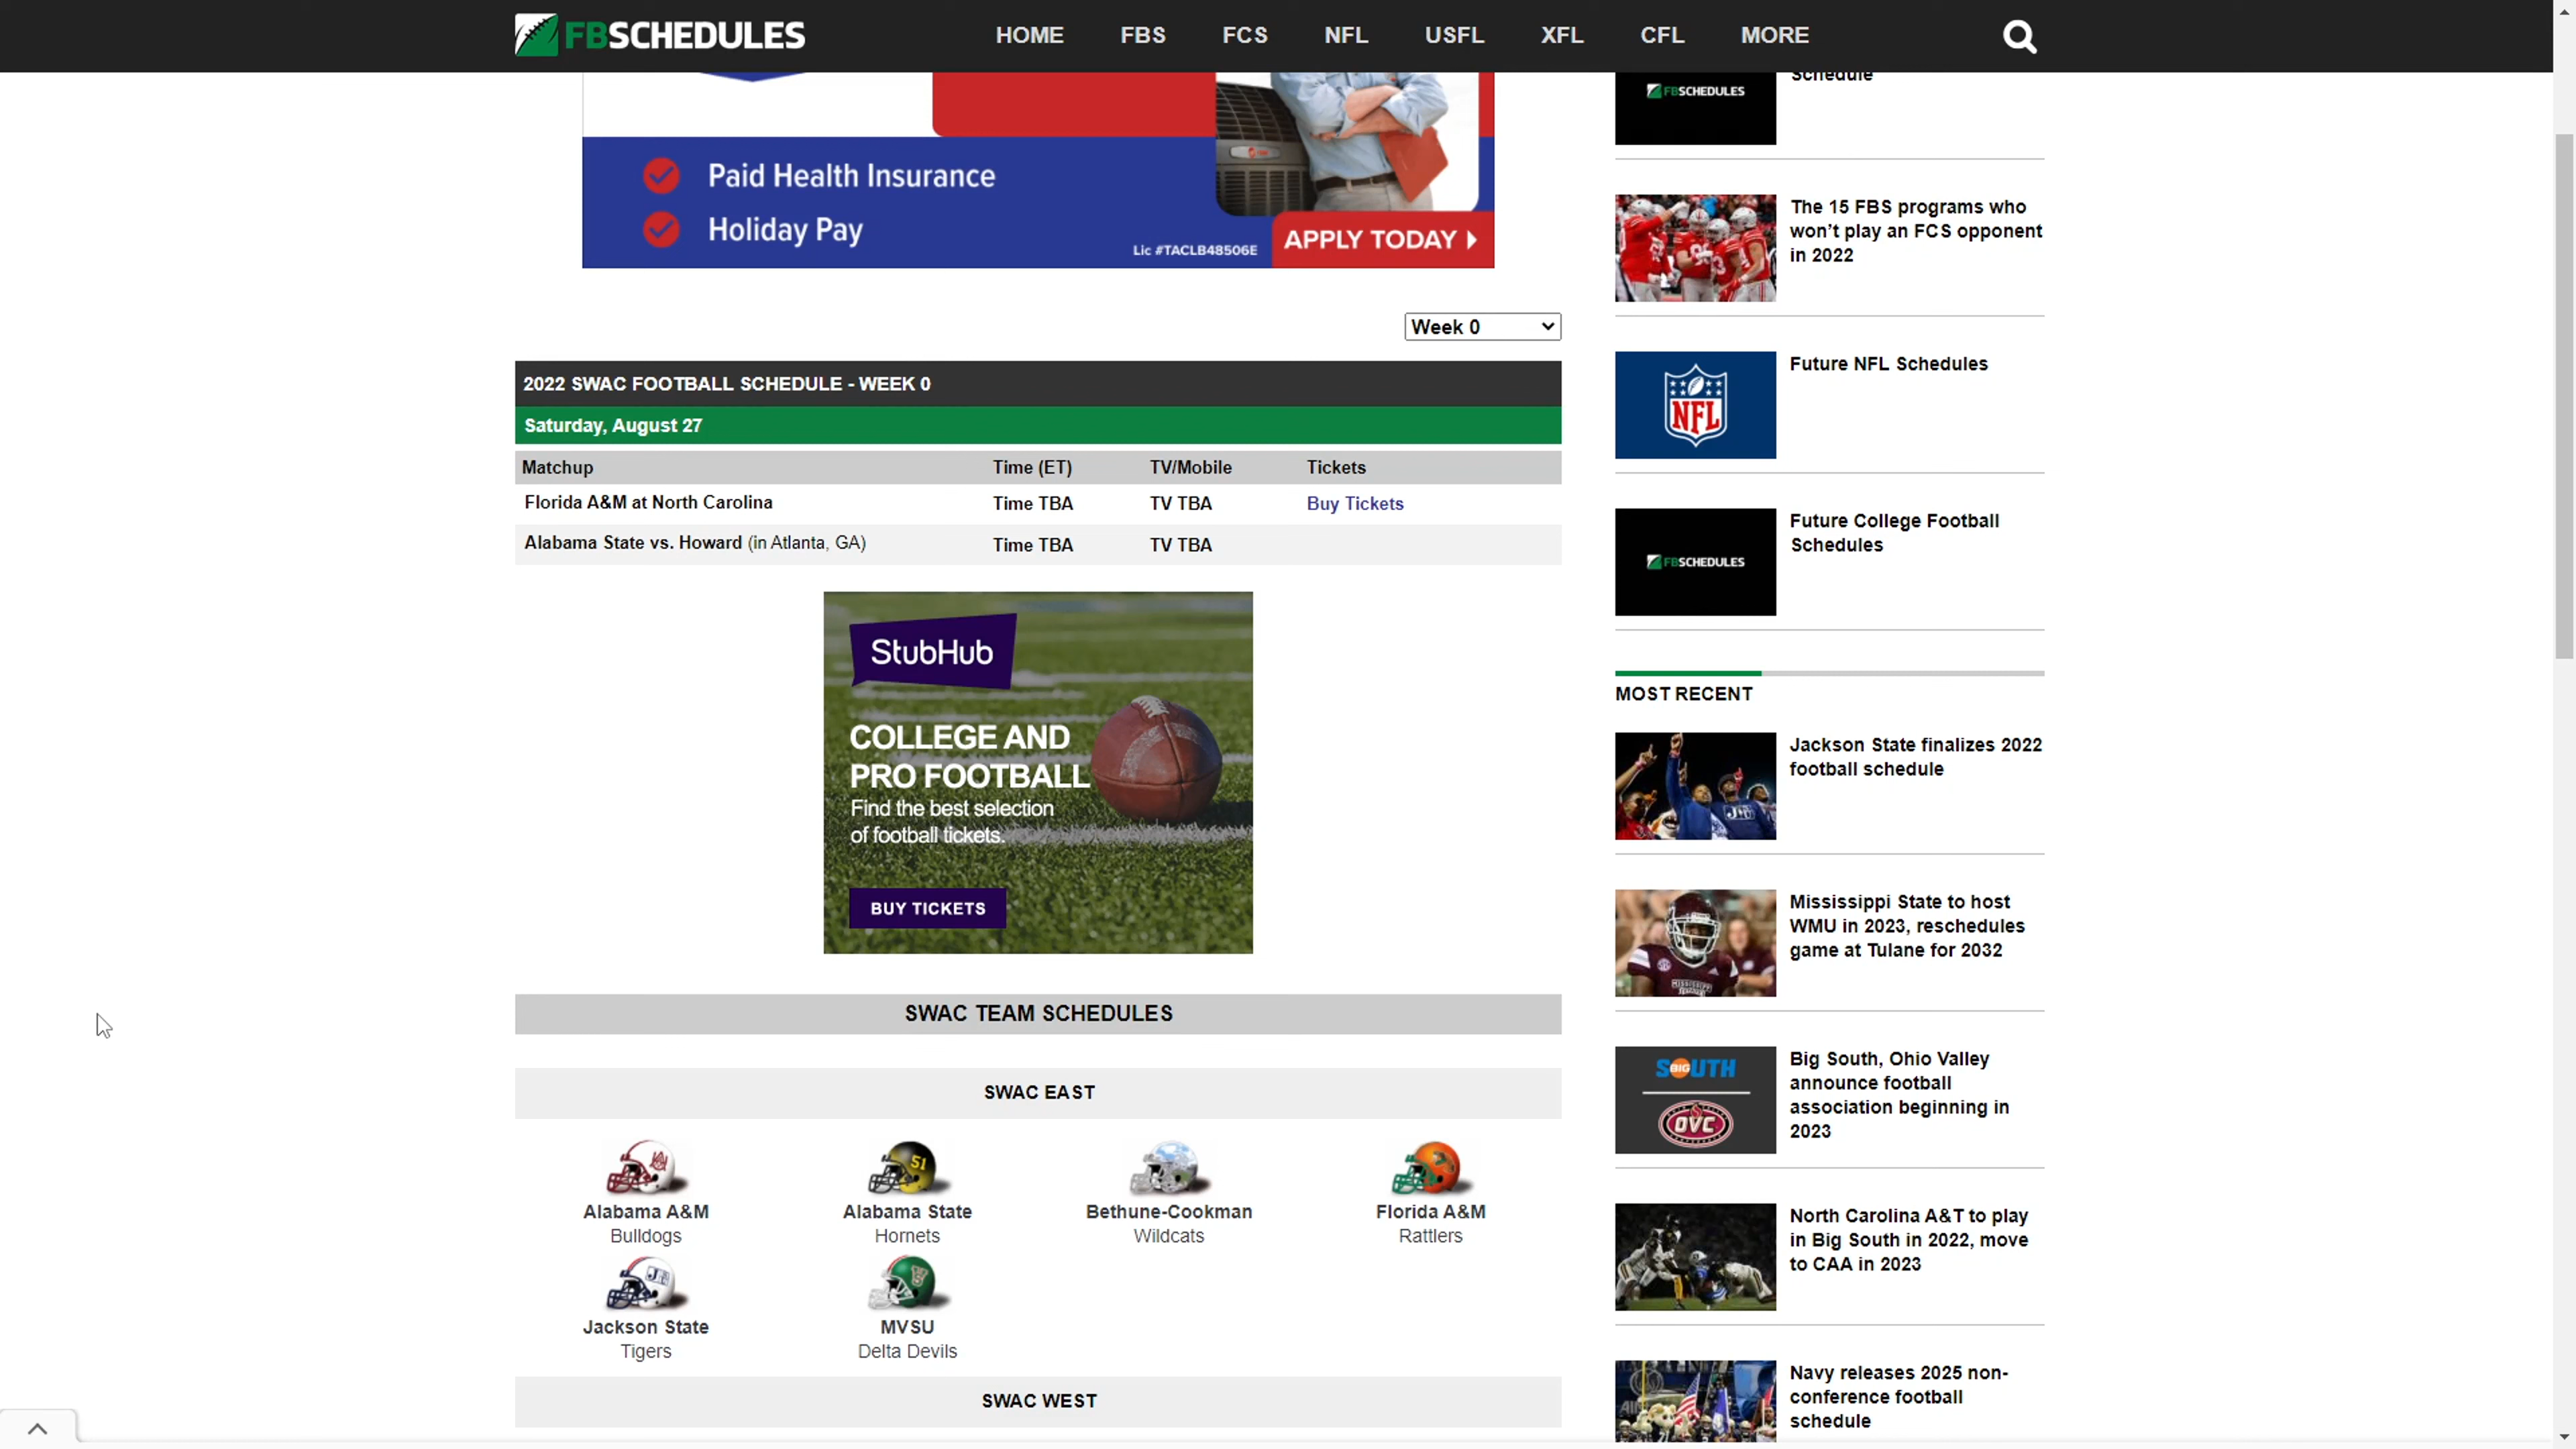 FBSCHEDULES
HOME FBS FCS NFL USFL XFL CFL MORE
Paid Health Insurance
Holiday Pay
Lic #TACLB48506E
APPLY TODAY
Week 0
2022 SWAC FOOTBALL SCHEDULE - WEEK 0
Saturday, August 27
Matchup Time (ET) TV/Mobile Tickets
Florida A&M at North Carolina Time TBA TV TBA Buy Tickets
Alabama State vs. Howard (in Atlanta, GA) Time TBA TV TBA
StubHub
COLLEGE AND
PRO FOOTBALL
Find the best selection
of football tickets.
BUY TICKETS
SWAC TEAM SCHEDULES
SWAC EAST
51
Alabama A&M Alabama State Bethune-Cookman Florida A&M
Bulldogs Hornets Wildcats Rattlers
Jackson State MVSU
Tigers Delta Devils
SWAC WEST
Schedule
FBSCHEDULES
The 15 FBS programs who
won't play an FCS opponent
in 2022
NFL
Future NFL Schedules
FBSCHEDULES
Future College Football
Schedules
MOST RECENT
Jackson State finalizes 2022
football schedule
Mississippi State to host
WMU in 2023, reschedules
game at Tulane for 2032
BIG SOUTH
OVC
Big South, Ohio Valley
announce football
association beginning in
2023
North Carolina A&T to play
in Big South in 2022, move
to CAA in 2023
Navy releases 2025 non-
conference football
schedule